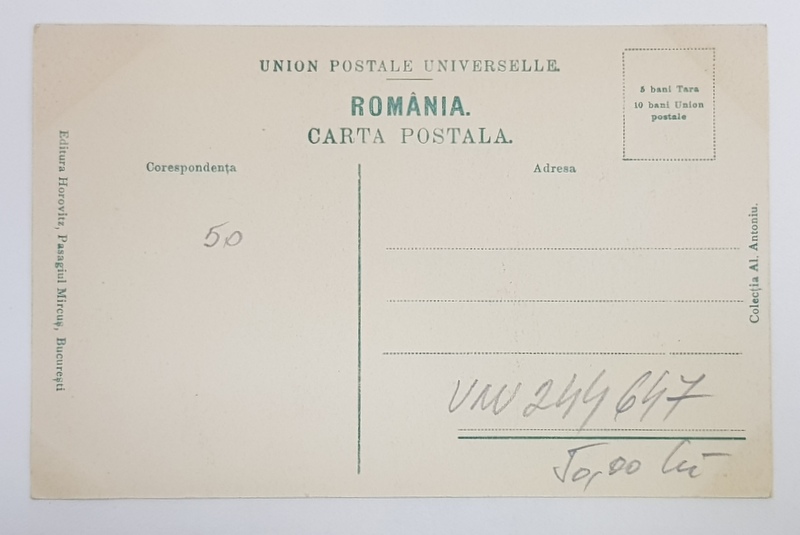 UNION POSTALE UNIVERSELLE.
ROMÂNIA.
CARTA POSTALA.
5 bani Tara
10 bani Union
postale
Corespondența
Adresa
Editura Horovitz, Pasagiul Mircuș, București
Colecția Al. Antoniu.
50
244647
50,00 lei